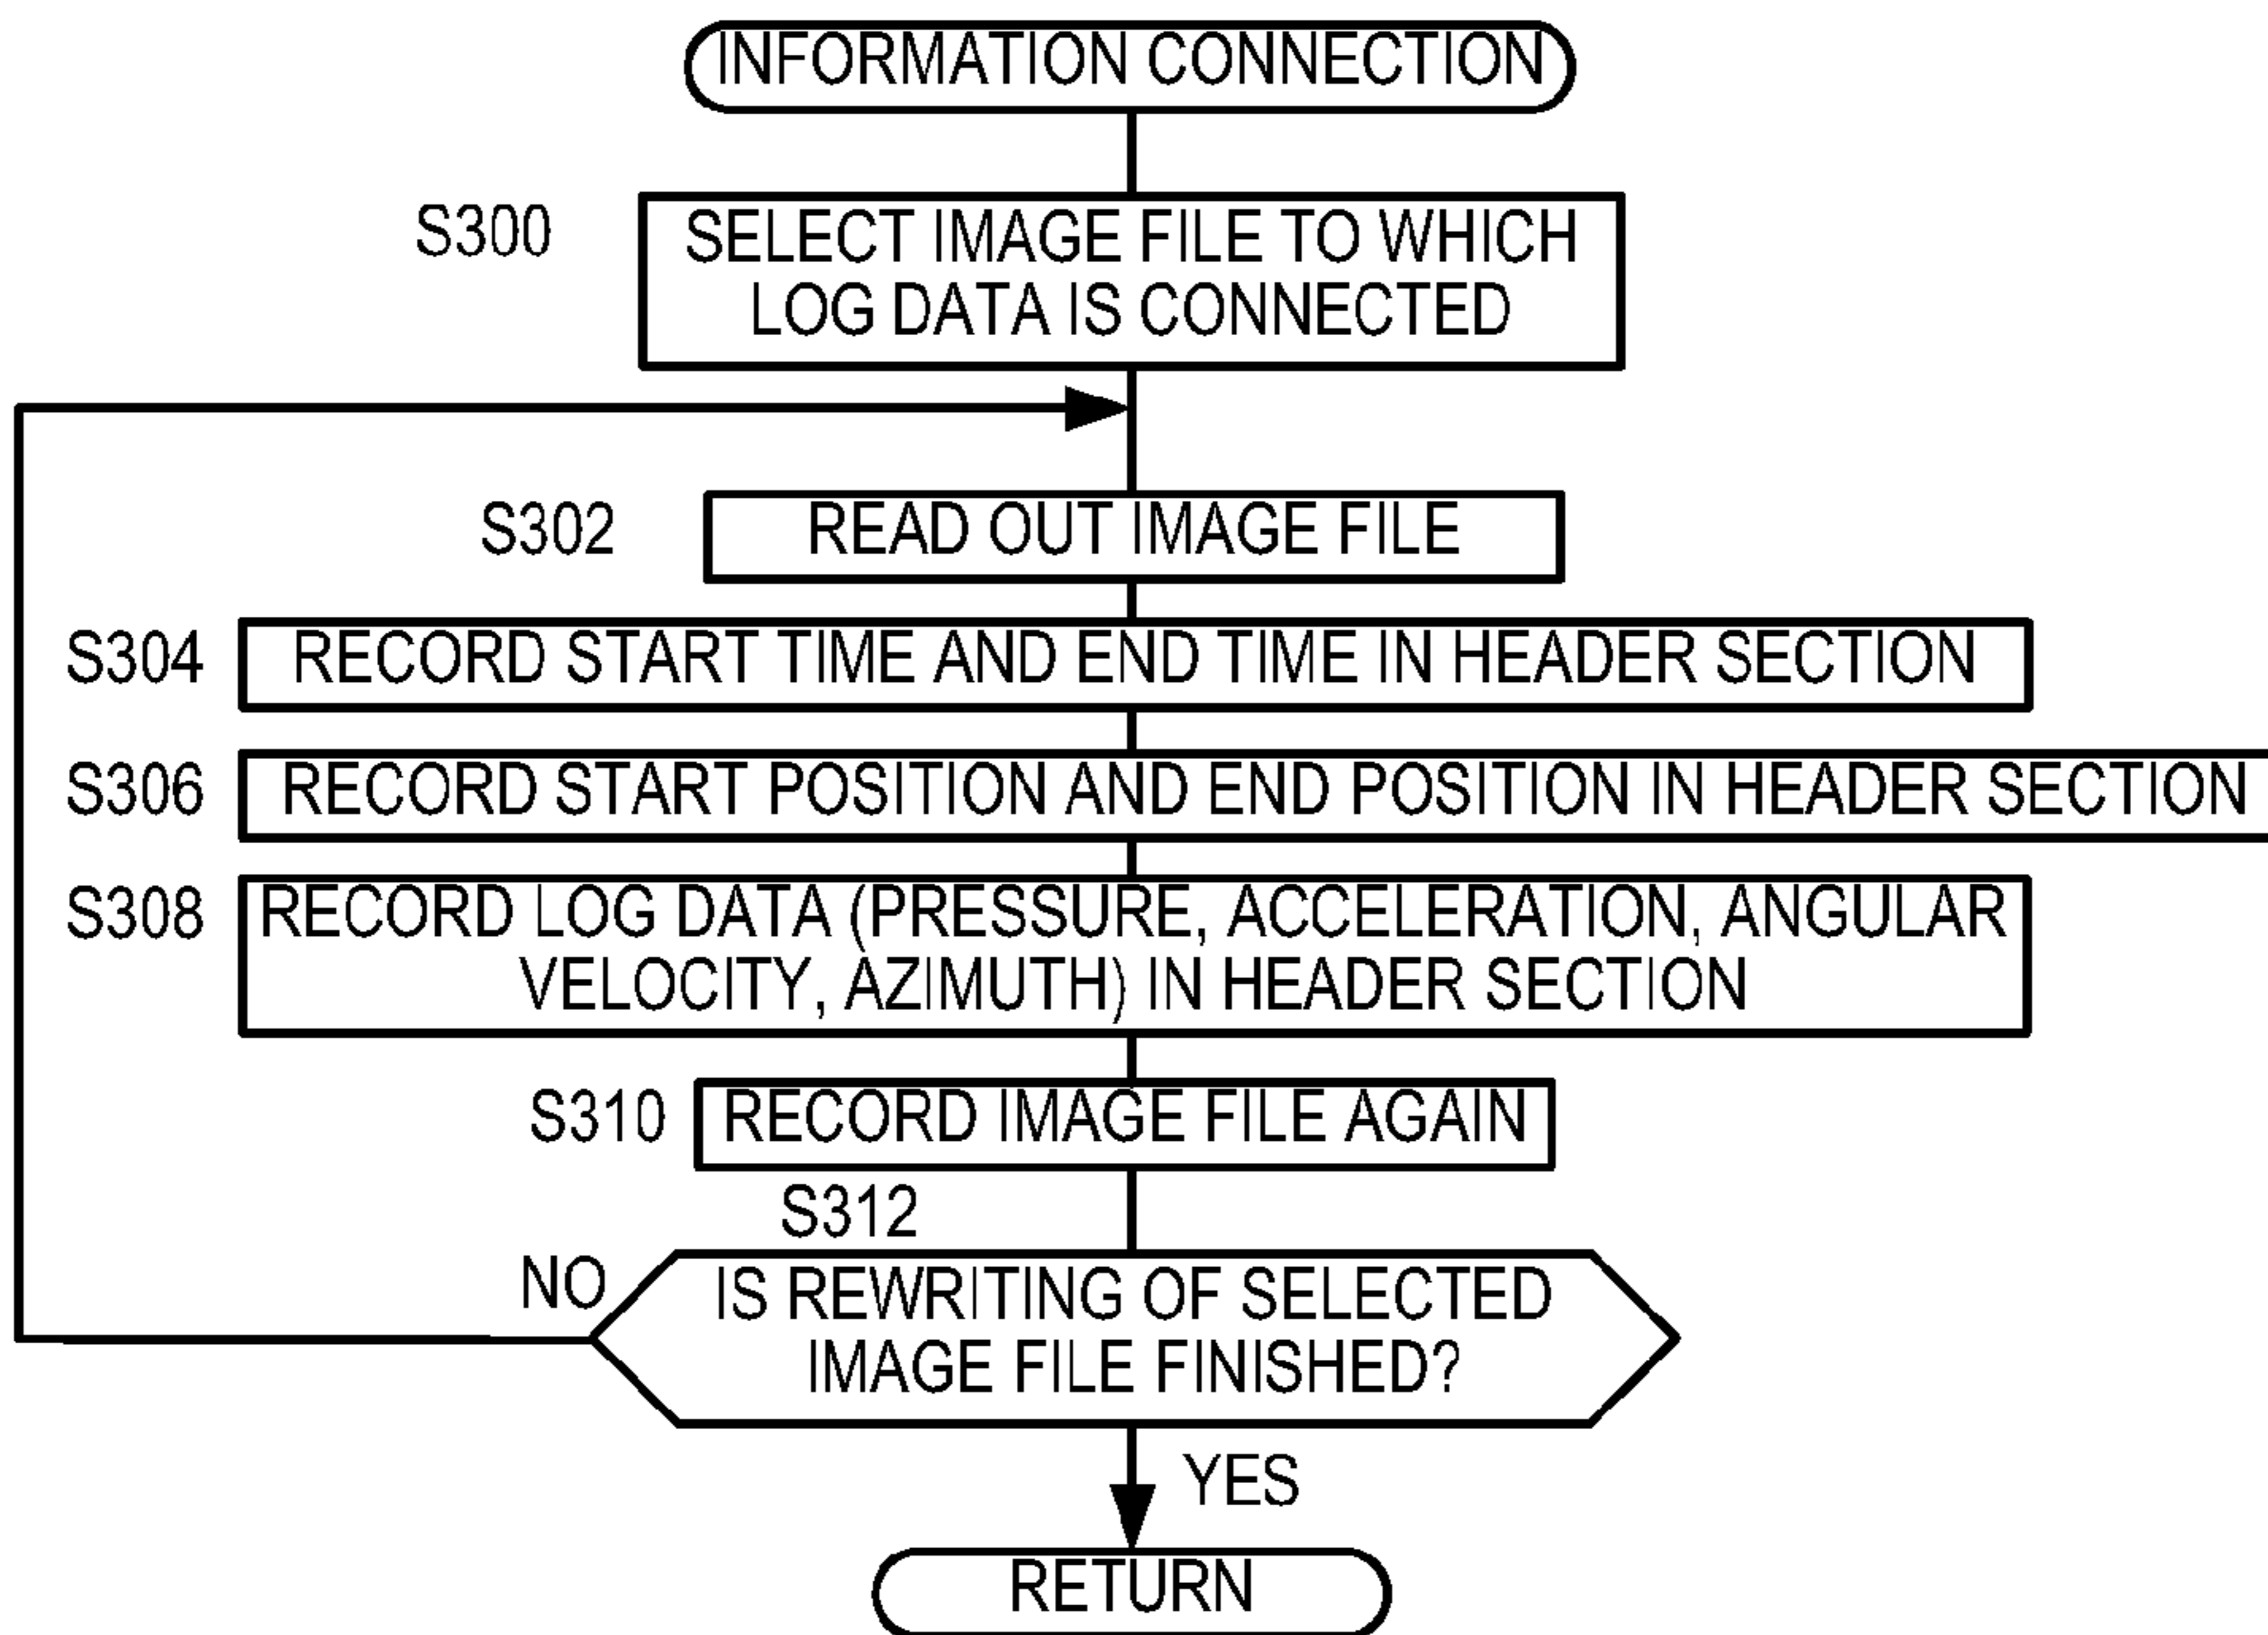 INFORMATION CONNECTION
S300
SELECT IMAGE FILE TO WHICH
LOG DATA IS CONNECTED
S302
READ OUT IMAGE FILE
S304
RECORD START TIME AND END TIME IN HEADER SECTION
S306
RECORD START POSITION AND END POSITION IN HEADER SECTION
S308
RECORD LOG DATA (PRESSURE, ACCELERATION, ANGULAR
VELOCITY, AZIMUTH) IN HEADER SECTION
S310
RECORD IMAGE FILE AGAIN
S312
NO
IS REWRITING OF SELECTED
IMAGE FILE FINISHED?
YES
RETURN